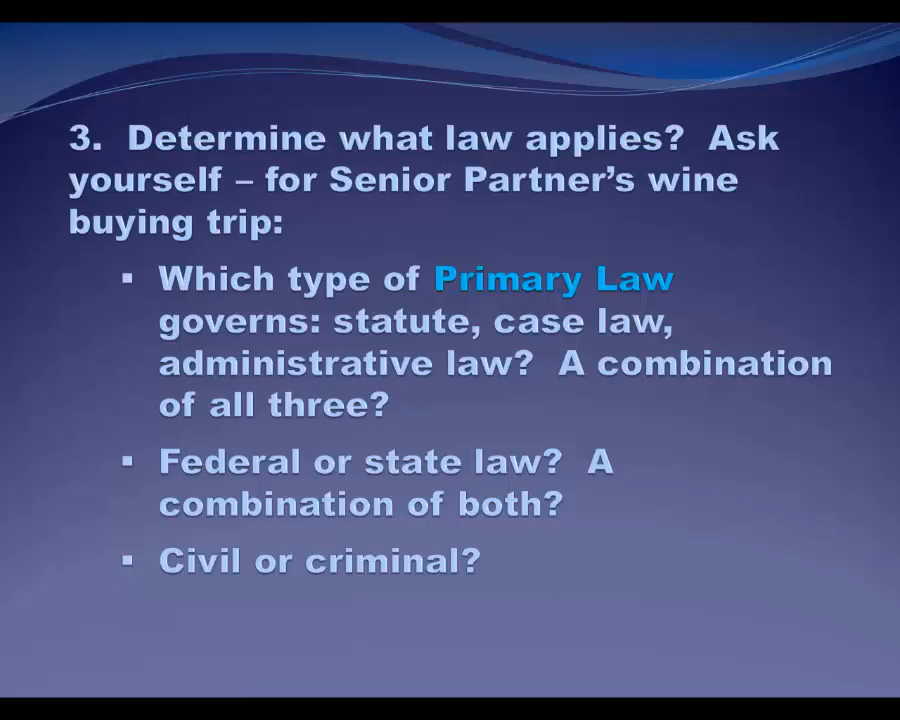 3.  Determine what law applies?  Ask
yourself – for Senior Partner’s wine
buying trip:
▪ Which type of Primary Law
governs: statute, case law,
administrative law?  A combination
of all three?
▪ Federal or state law?  A
combination of both?
▪ Civil or criminal?